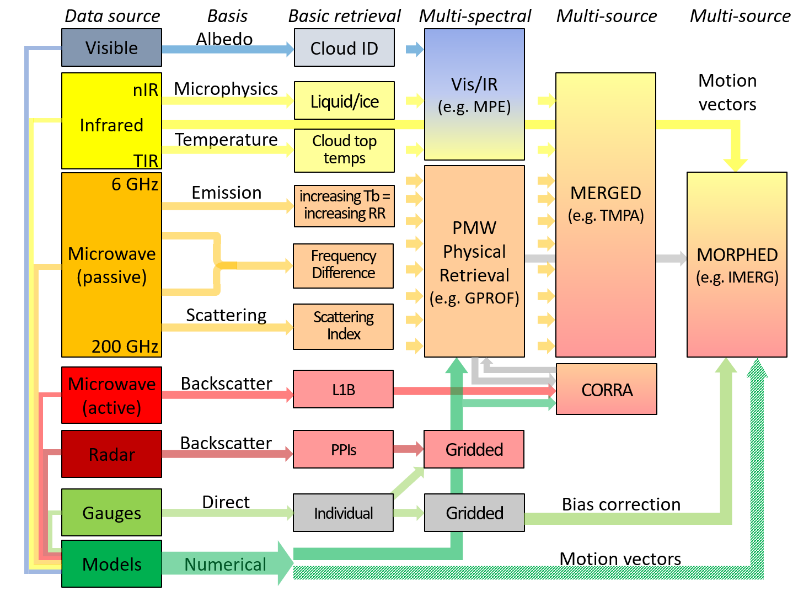 Data source
Basis
Basic retrieval
Multi-spectral
Multi-source
Multi-source
Visible
Albedo
Cloud ID
Vis/IR
(e.g. MPE)
nIR
Infrared
TIR
Microphysics
Liquid/ice
Temperature
Cloud top
temps
Motion
vectors
6 GHz
Microwave
(passive)
200 GHz
Emission
increasing Tb =
increasing RR
Frequency
Difference
Scattering
Scattering
Index
PMW
Physical
Retrieval
(e.g. GPROF)
MERGED
(e.g. TMPA)
MORPHED
(e.g. IMERG)
Microwave
(active)
Backscatter
L1B
CORRA
Radar
Backscatter
PPIs
Gridded
Gauges
Direct
Individual
Gridded
Bias correction
Models
Numerical
Motion vectors